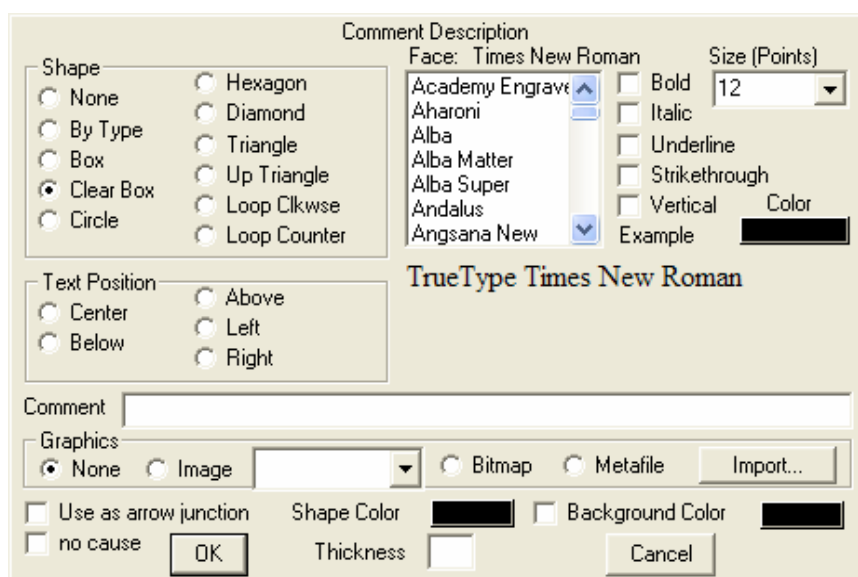 Comment Description
Shape
None
By Type
Box
Clear Box
Circle
Hexagon
Diamond
Triangle
Up Triangle
Loop Clkwse
Loop Counter
Face: Times New Roman
Academy Engrave
Aharoni
Alba
Alba Matter
Alba Super
Andalus
Angsana New
Bold
Italic
Underline
Strikethrough
Vertical
Size (Points)
12
Color
Example
TrueType Times New Roman
Text Position
Center
Below
Above
Left
Right
Comment
Graphics
None Image Bitmap Metafile Import...
Use as arrow junction Shape Color Background Color
no cause OK Thickness Cancel